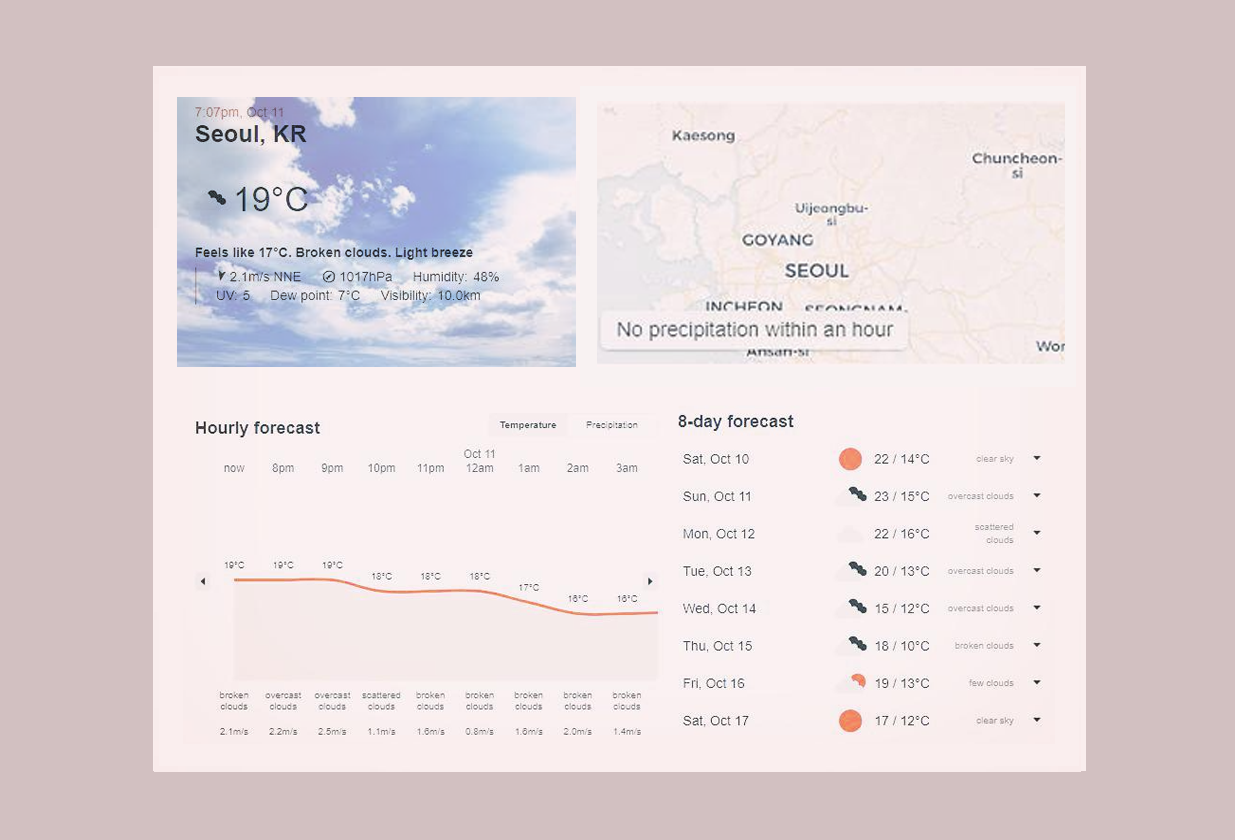 7:07pm, Oct 11
Seoul, KR
19°C
Feels like 17°C. Broken clouds. Light breeze
2.1m/s NNE 1017hPa Humidity: 48%
UV: 5 Dew point: 7°C Visibility: 10.0km
Kaesong
Chuncheon-
si
Uijeongbu-
si
GOYANG
SEOUL
INCHEON SEONGNAM-
No precipitation within an hour
Ansan-si
Wor
Hourly forecast
Temperature Precipitation
Oct 11
now 8pm 9pm 10pm 11pm 12am 1am 2am 3am
19°C 19°C 19°C 18°C 18°C 18°C 17°C 16°C 16°C
broken overcast overcast scattered broken broken broken broken broken
clouds clouds clouds clouds clouds clouds clouds clouds clouds
2.1m/s 2.2m/s 2.5m/s 1.1m/s 1.6m/s 0.8m/s 1.6m/s 2.0m/s 1.4m/s
8-day forecast
Sat, Oct 10 22 / 14°C clear sky
Sun, Oct 11 23 / 15°C overcast clouds
Mon, Oct 12 22 / 16°C scattered
clouds
Tue, Oct 13 20 / 13°C overcast clouds
Wed, Oct 14 15 / 12°C overcast clouds
Thu, Oct 15 18 / 10°C broken clouds
Fri, Oct 16 19 / 13°C few clouds
Sat, Oct 17 17 / 12°C clear sky